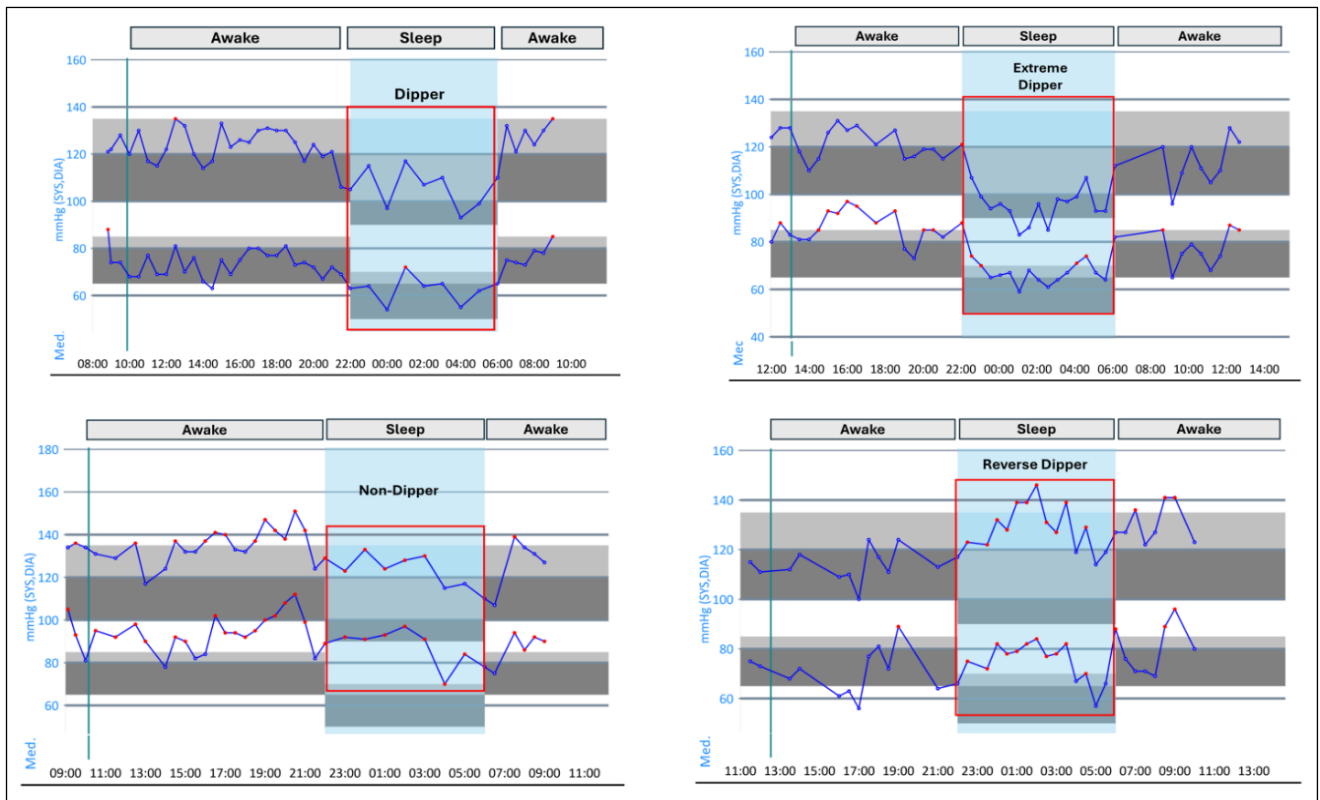 Awake Sleep Awake
160
Dipper
140
120
100
80
60
mmHg (SYS,DIA)
Med.
08:00 10:00 12:00 14:00 16:00 18:00 20:00 22:00 00:00 02:00 04:00 06:00 08:00 10:00
Awake Sleep Awake
160
Extreme
Dipper
140
120
100
80
60
40
mmHg (SYS,DIA)
Mec
12:00 14:00 16:00 18:00 20:00 22:00 00:00 02:00 04:00 06:00 08:00 10:00 12:00 14:00
Awake Sleep Awake
180
160
Non-Dipper
140
120
100
80
60
mmHg (SYS,DIA)
Med.
09:00 11:00 13:00 15:00 17:00 19:00 21:00 23:00 01:00 03:00 05:00 07:00 09:00 11:00
Awake Sleep Awake
160
Reverse Dipper
140
120
100
80
60
mmHg (SYS,DIA)
Med.
11:00 13:00 15:00 17:00 19:00 21:00 23:00 01:00 03:00 05:00 07:00 09:00 11:00 13:00